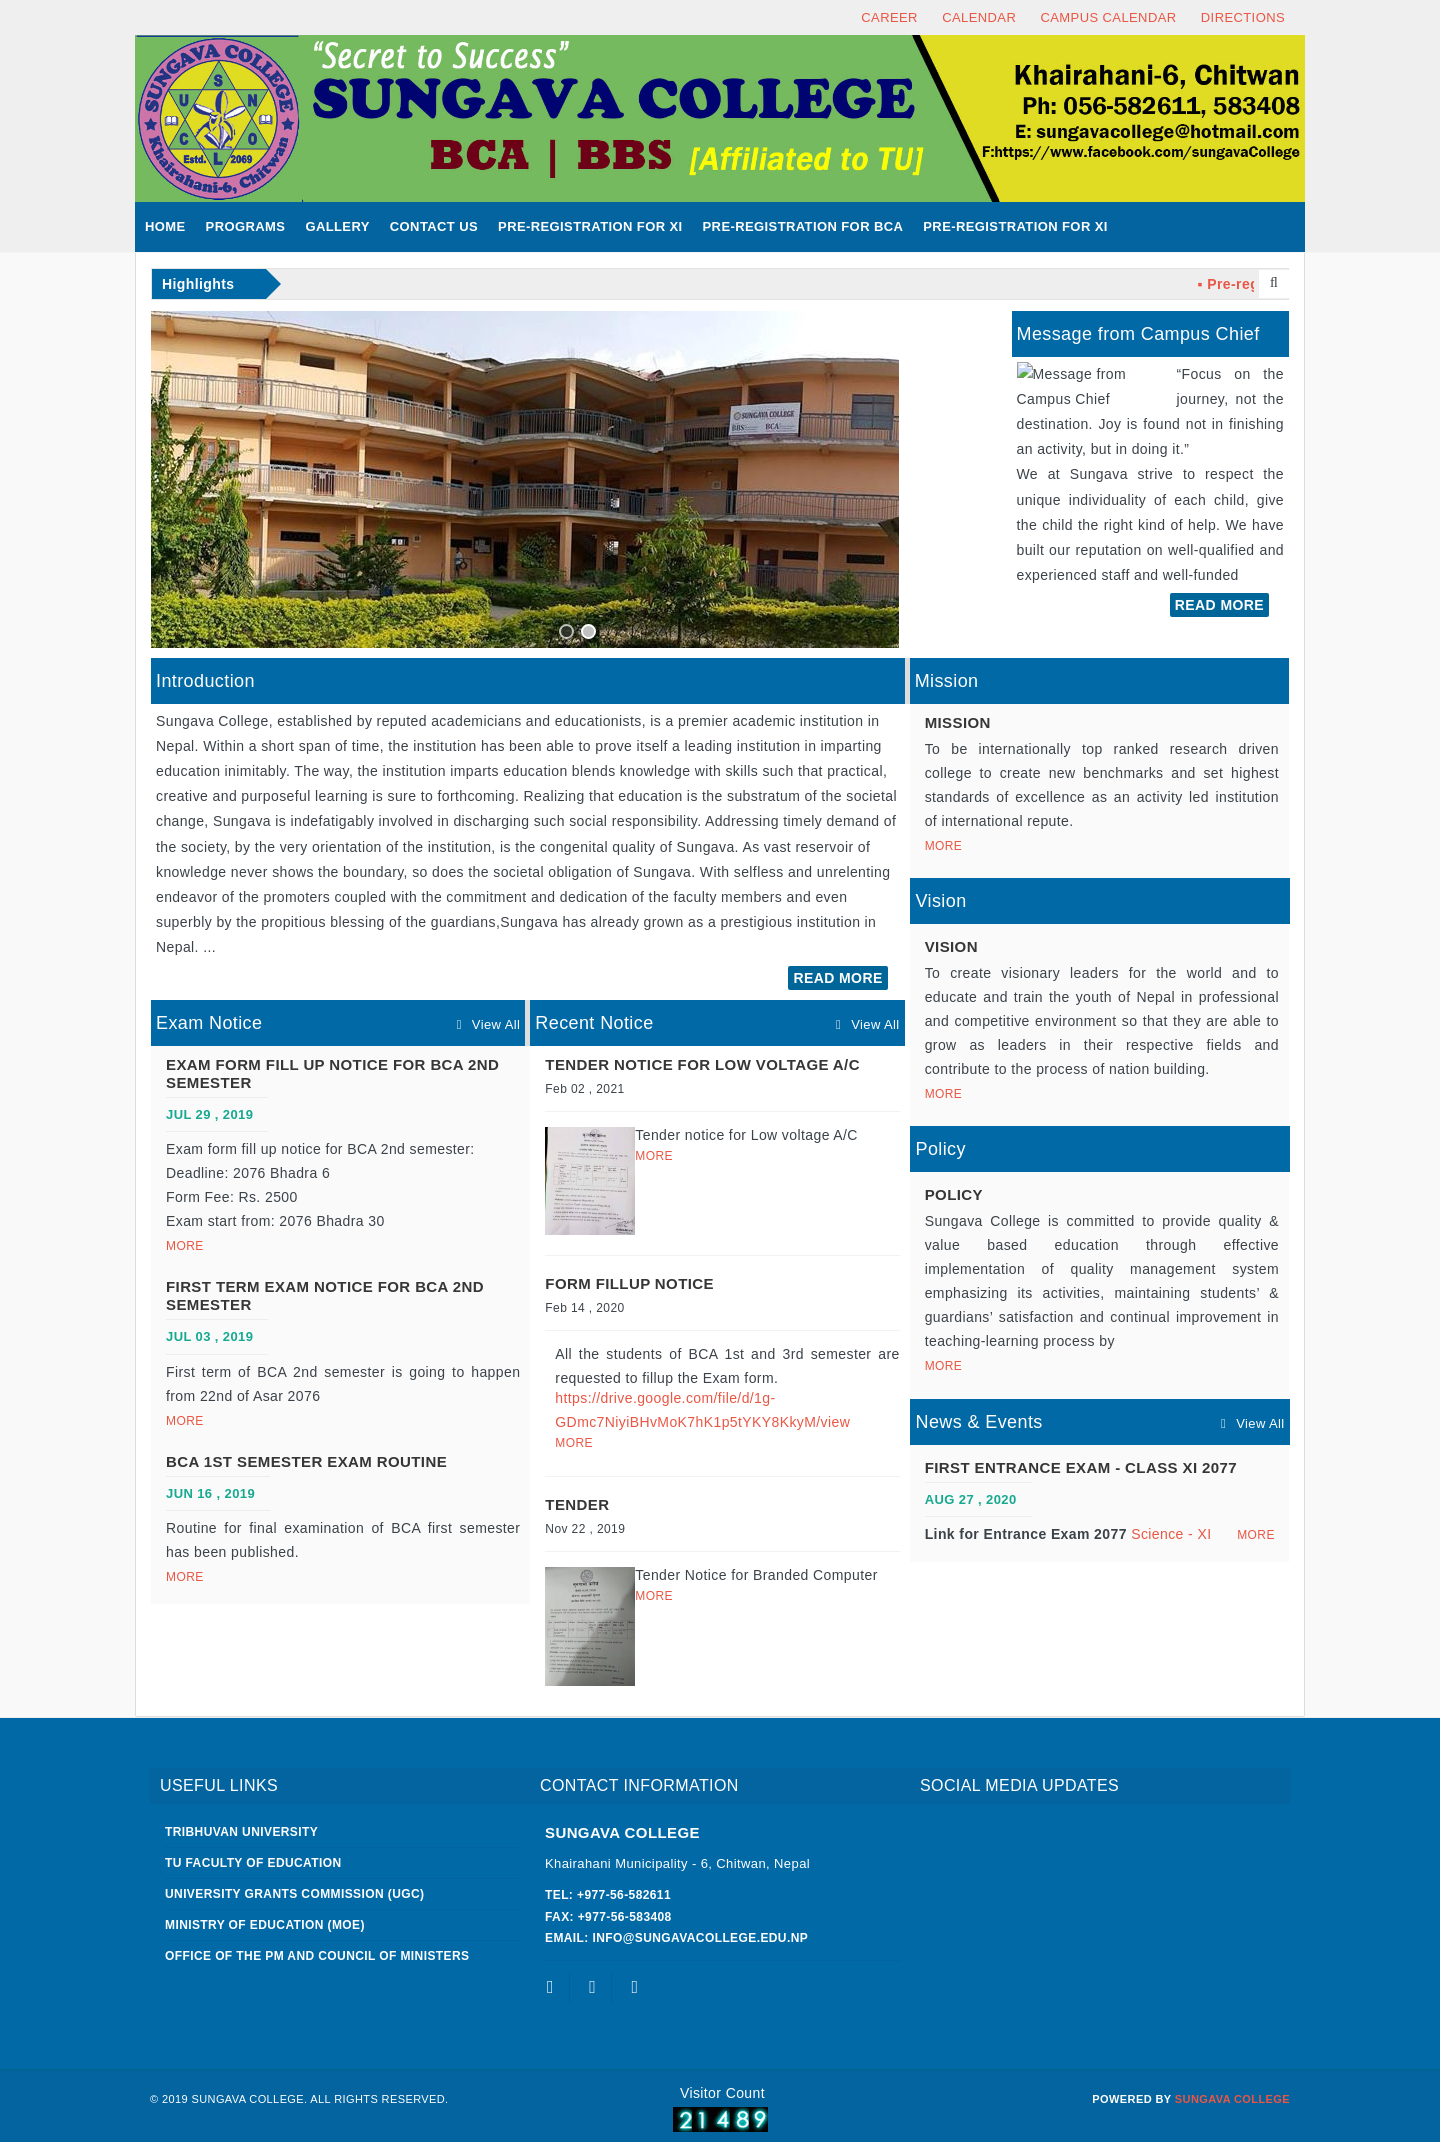 CAREER CALENDAR CAMPUS CALENDAR DIRECTIONS
SUNGAVA COLLEGE
S U N C O L
Estd. 2069
Khairahani-6, Chitwan
“Secret to Success”
SUNGAVA COLLEGE
BCA | BBS [Affiliated to TU]
Khairahani-6, Chitwan
Ph: 056-582611, 583408
E: sungavacollege@hotmail.com
F:https://www.facebook.com/sungavaCollege
HOME PROGRAMS GALLERY CONTACT US PRE-REGISTRATION FOR XI PRE-REGISTRATION FOR BCA PRE-REGISTRATION FOR XI
Highlights
▪ Pre-reg
SUNGAVA COLLEGE
BBS BCA
Message from Campus Chief
Message from
Campus Chief
“Focus on the
journey, not the
destination. Joy is found not in finishing
an activity, but in doing it.”
We at Sungava strive to respect the
unique individuality of each child, give
the child the right kind of help. We have
built our reputation on well-qualified and
experienced staff and well-funded
READ MORE
Introduction
Sungava College, established by reputed academicians and educationists, is a premier academic institution in
Nepal. Within a short span of time, the institution has been able to prove itself a leading institution in imparting
education inimitably. The way, the institution imparts education blends knowledge with skills such that practical,
creative and purposeful learning is sure to forthcoming. Realizing that education is the substratum of the societal
change, Sungava is indefatigably involved in discharging such social responsibility. Addressing timely demand of
the society, by the very orientation of the institution, is the congenital quality of Sungava. As vast reservoir of
knowledge never shows the boundary, so does the societal obligation of Sungava. With selfless and unrelenting
endeavor of the promoters coupled with the commitment and dedication of the faculty members and even
superbly by the propitious blessing of the guardians,Sungava has already grown as a prestigious institution in
Nepal. ...
READ MORE
Mission
MISSION
To be internationally top ranked research driven
college to create new benchmarks and set highest
standards of excellence as an activity led institution
of international repute.
MORE
Vision
VISION
To create visionary leaders for the world and to
educate and train the youth of Nepal in professional
and competitive environment so that they are able to
grow as leaders in their respective fields and
contribute to the process of nation building.
MORE
Policy
POLICY
Sungava College is committed to provide quality &
value based education through effective
implementation of quality management system
emphasizing its activities, maintaining students’ &
guardians’ satisfaction and continual improvement in
teaching-learning process by
MORE
News & Events View All
FIRST ENTRANCE EXAM - CLASS XI 2077
AUG 27 , 2020
Link for Entrance Exam 2077 Science - XI MORE
Exam Notice View All
EXAM FORM FILL UP NOTICE FOR BCA 2ND
SEMESTER
JUL 29 , 2019
Exam form fill up notice for BCA 2nd semester:
Deadline: 2076 Bhadra 6
Form Fee: Rs. 2500
Exam start from: 2076 Bhadra 30
MORE
FIRST TERM EXAM NOTICE FOR BCA 2ND
SEMESTER
JUL 03 , 2019
First term of BCA 2nd semester is going to happen
from 22nd of Asar 2076
MORE
BCA 1ST SEMESTER EXAM ROUTINE
JUN 16 , 2019
Routine for final examination of BCA first semester
has been published.
MORE
Recent Notice View All
TENDER NOTICE FOR LOW VOLTAGE A/C
Feb 02 , 2021
Tender notice for Low voltage A/C
MORE
FORM FILLUP NOTICE
Feb 14 , 2020
All the students of BCA 1st and 3rd semester are
requested to fillup the Exam form.
https://drive.google.com/file/d/1g-
GDmc7NiyiBHvMoK7hK1p5tYKY8KkyM/view
MORE
TENDER
Nov 22 , 2019
Tender Notice for Branded Computer
MORE
USEFUL LINKS
TRIBHUVAN UNIVERSITY
TU FACULTY OF EDUCATION
UNIVERSITY GRANTS COMMISSION (UGC)
MINISTRY OF EDUCATION (MOE)
OFFICE OF THE PM AND COUNCIL OF MINISTERS
CONTACT INFORMATION
SUNGAVA COLLEGE
Khairahani Municipality - 6, Chitwan, Nepal
TEL: +977-56-582611
FAX: +977-56-583408
EMAIL: INFO@SUNGAVACOLLEGE.EDU.NP
SOCIAL MEDIA UPDATES
© 2019 SUNGAVA COLLEGE. ALL RIGHTS RESERVED.
Visitor Count
21489
POWERED BY SUNGAVA COLLEGE